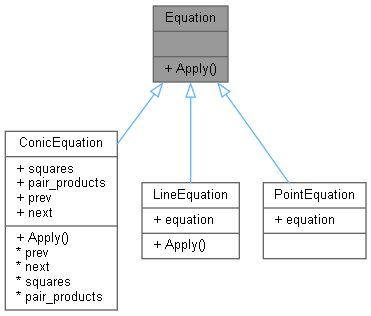 Equation
+ Apply()
ConicEquation
+ squares
+ pair_products
+ prev
+ next
+ Apply()
* prev
* next
* squares
* pair_products
LineEquation
+ equation
+ Apply()
PointEquation
+ equation